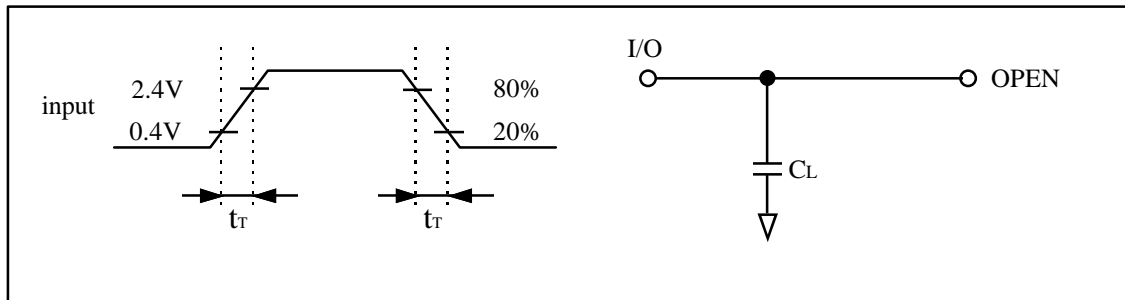 input
2.4V
0.4V
80%
20%
tT
tT
I/O
OPEN
CL